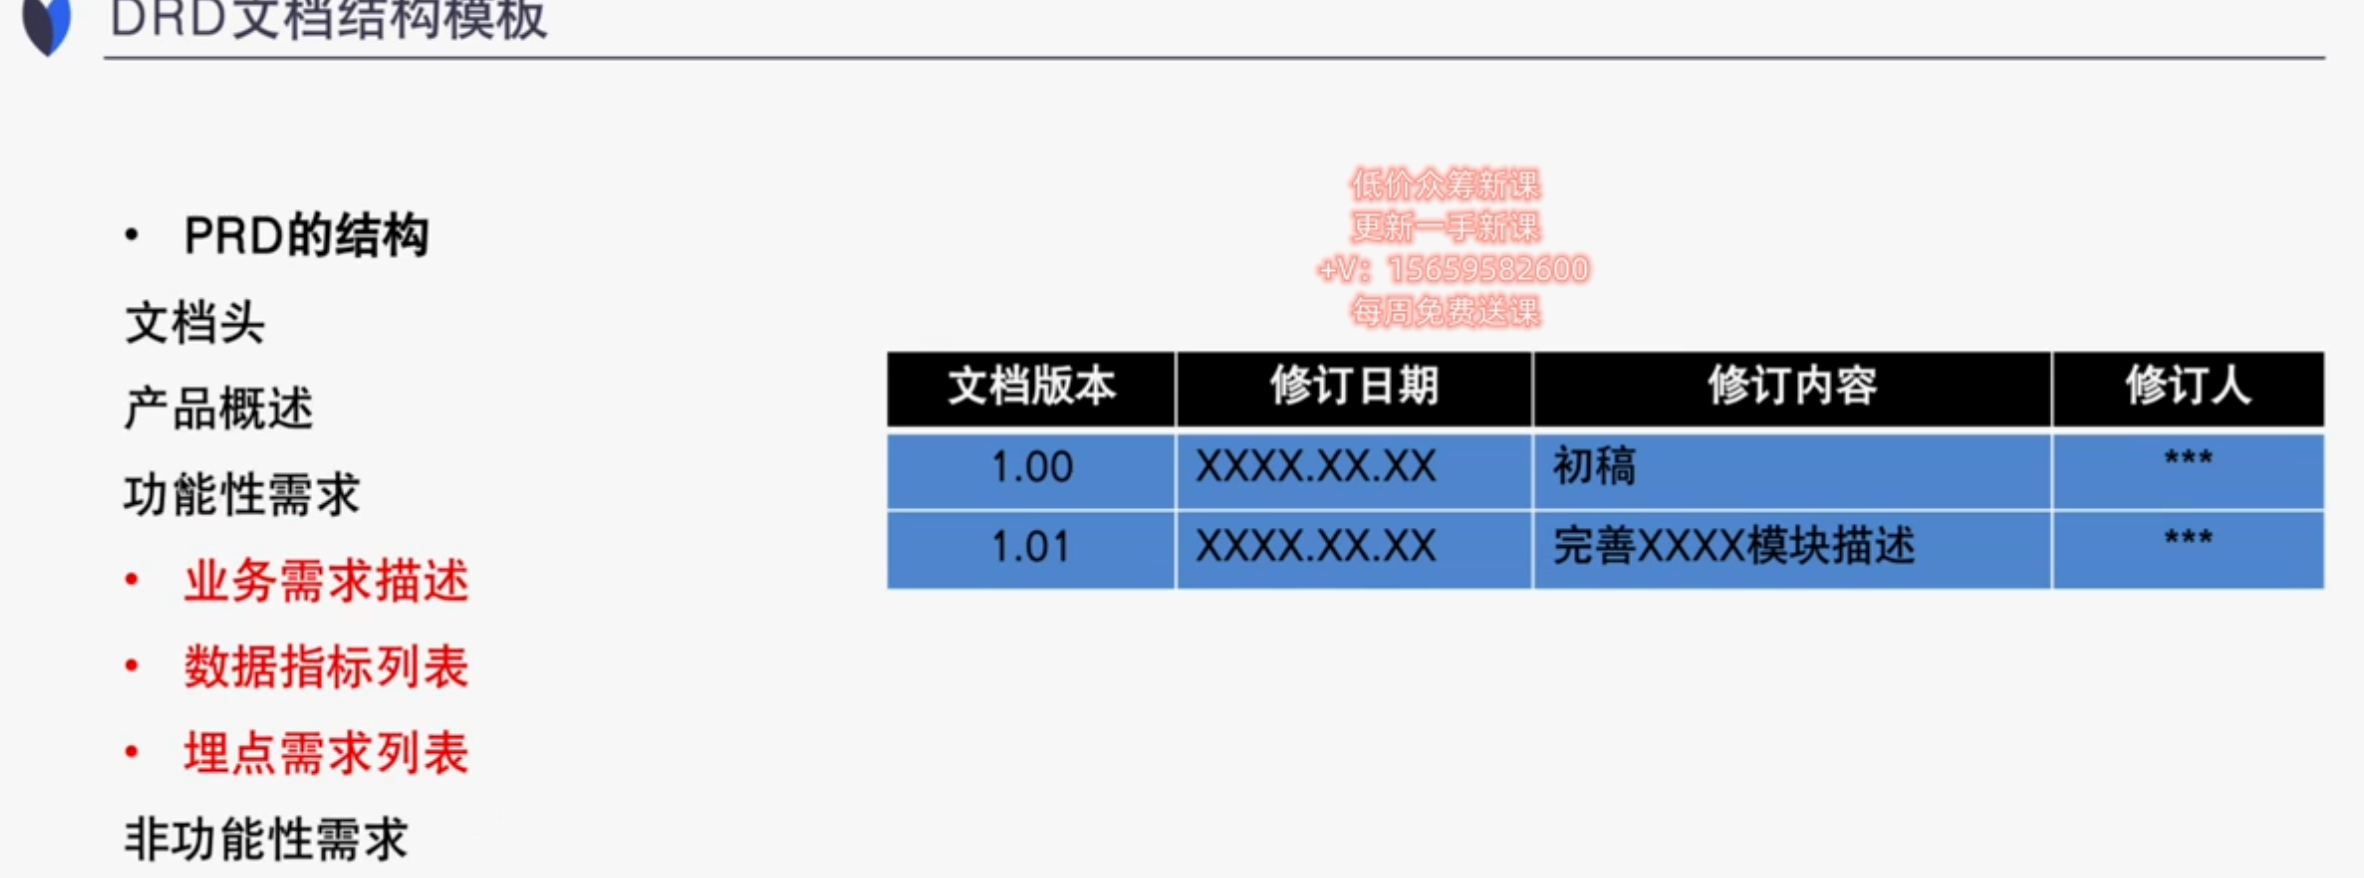 DRD文档结构模板
• PRD的结构
文档头
产品概述
功能性需求
• 业务需求描述
• 数据指标列表
• 埋点需求列表
非功能性需求
低价众筹新课
更新一手新课
+V：15659582600
每周免费送课
文档版本 修订日期 修订内容 修订人
1.00 XXXX.XX.XX 初稿 ***
1.01 XXXX.XX.XX 完善XXXX模块描述 ***